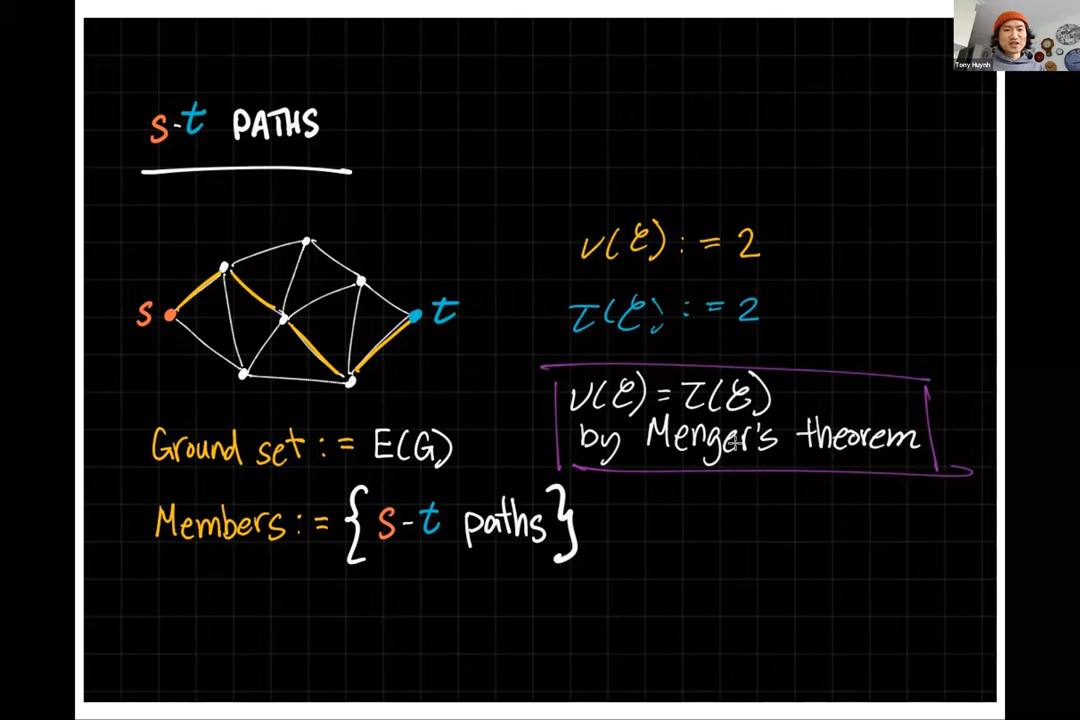 Tony Huynh
s-t PATHS
ν(𝒞) := 2
τ(𝒞) := 2
s
t
ν(𝒞) = τ(𝒞)
by Menger's theorem
Ground set := E(G)
Members := {s-t paths}